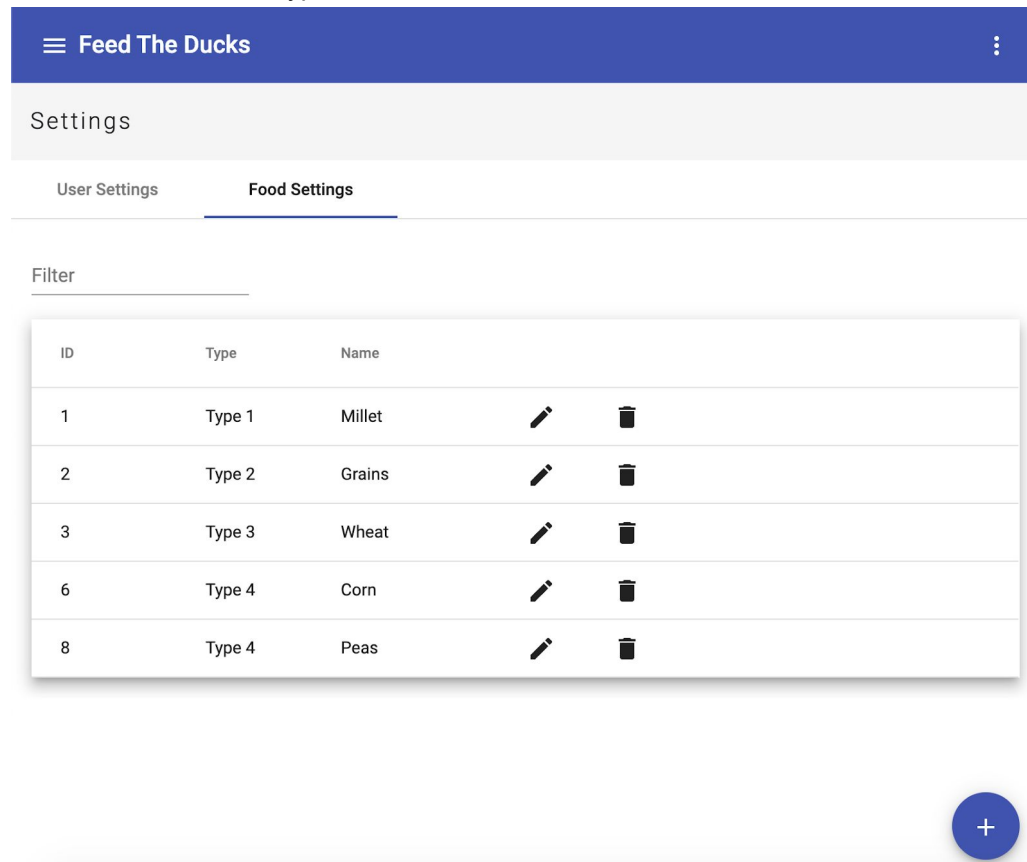 Feed The Ducks
Settings
User Settings Food Settings
Filter
ID Type Name
1 Type 1 Millet
2 Type 2 Grains
3 Type 3 Wheat
6 Type 4 Corn
8 Type 4 Peas
+